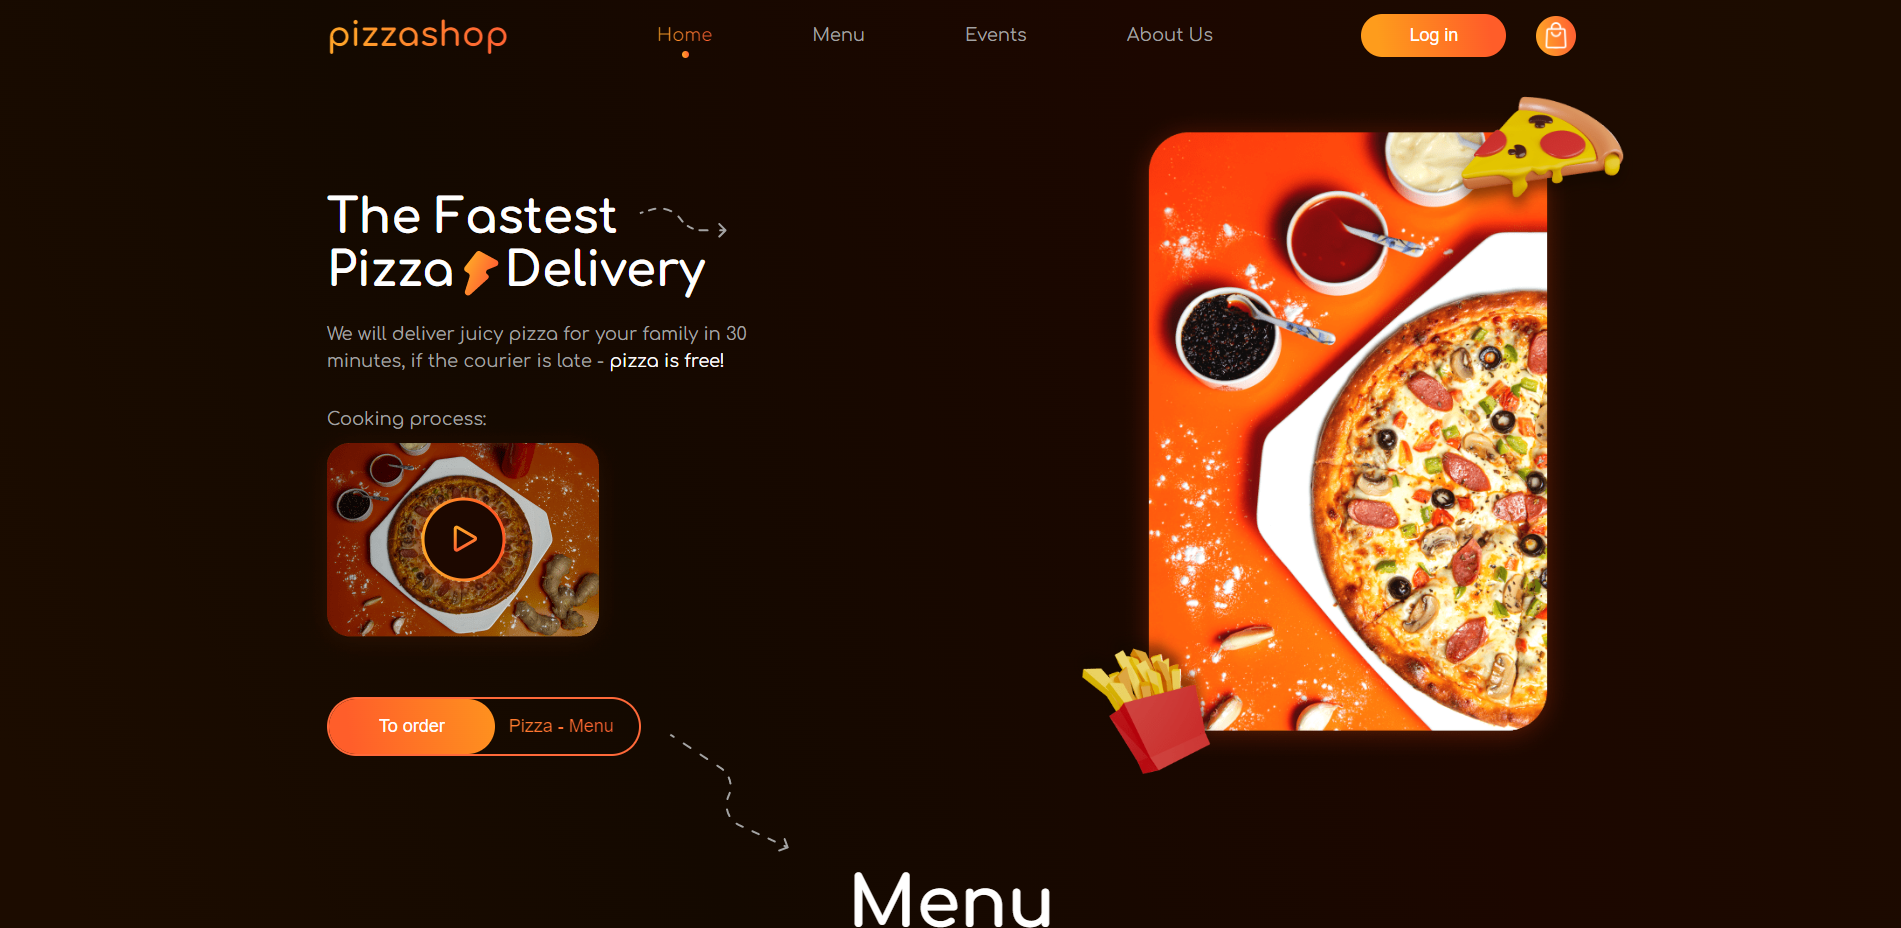 pizzashop
Home
Menu
Events
About Us
Log in
The Fastest
Pizza Delivery
We will deliver juicy pizza for your family in 30
minutes, if the courier is late - pizza is free!
Cooking process:
To order
Pizza - Menu
Menu